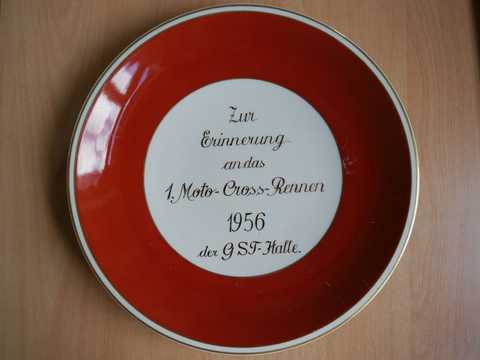 Zur
Erinnerung
an das
1. Moto-Cross-Rennen
1956
der GST-Halle.